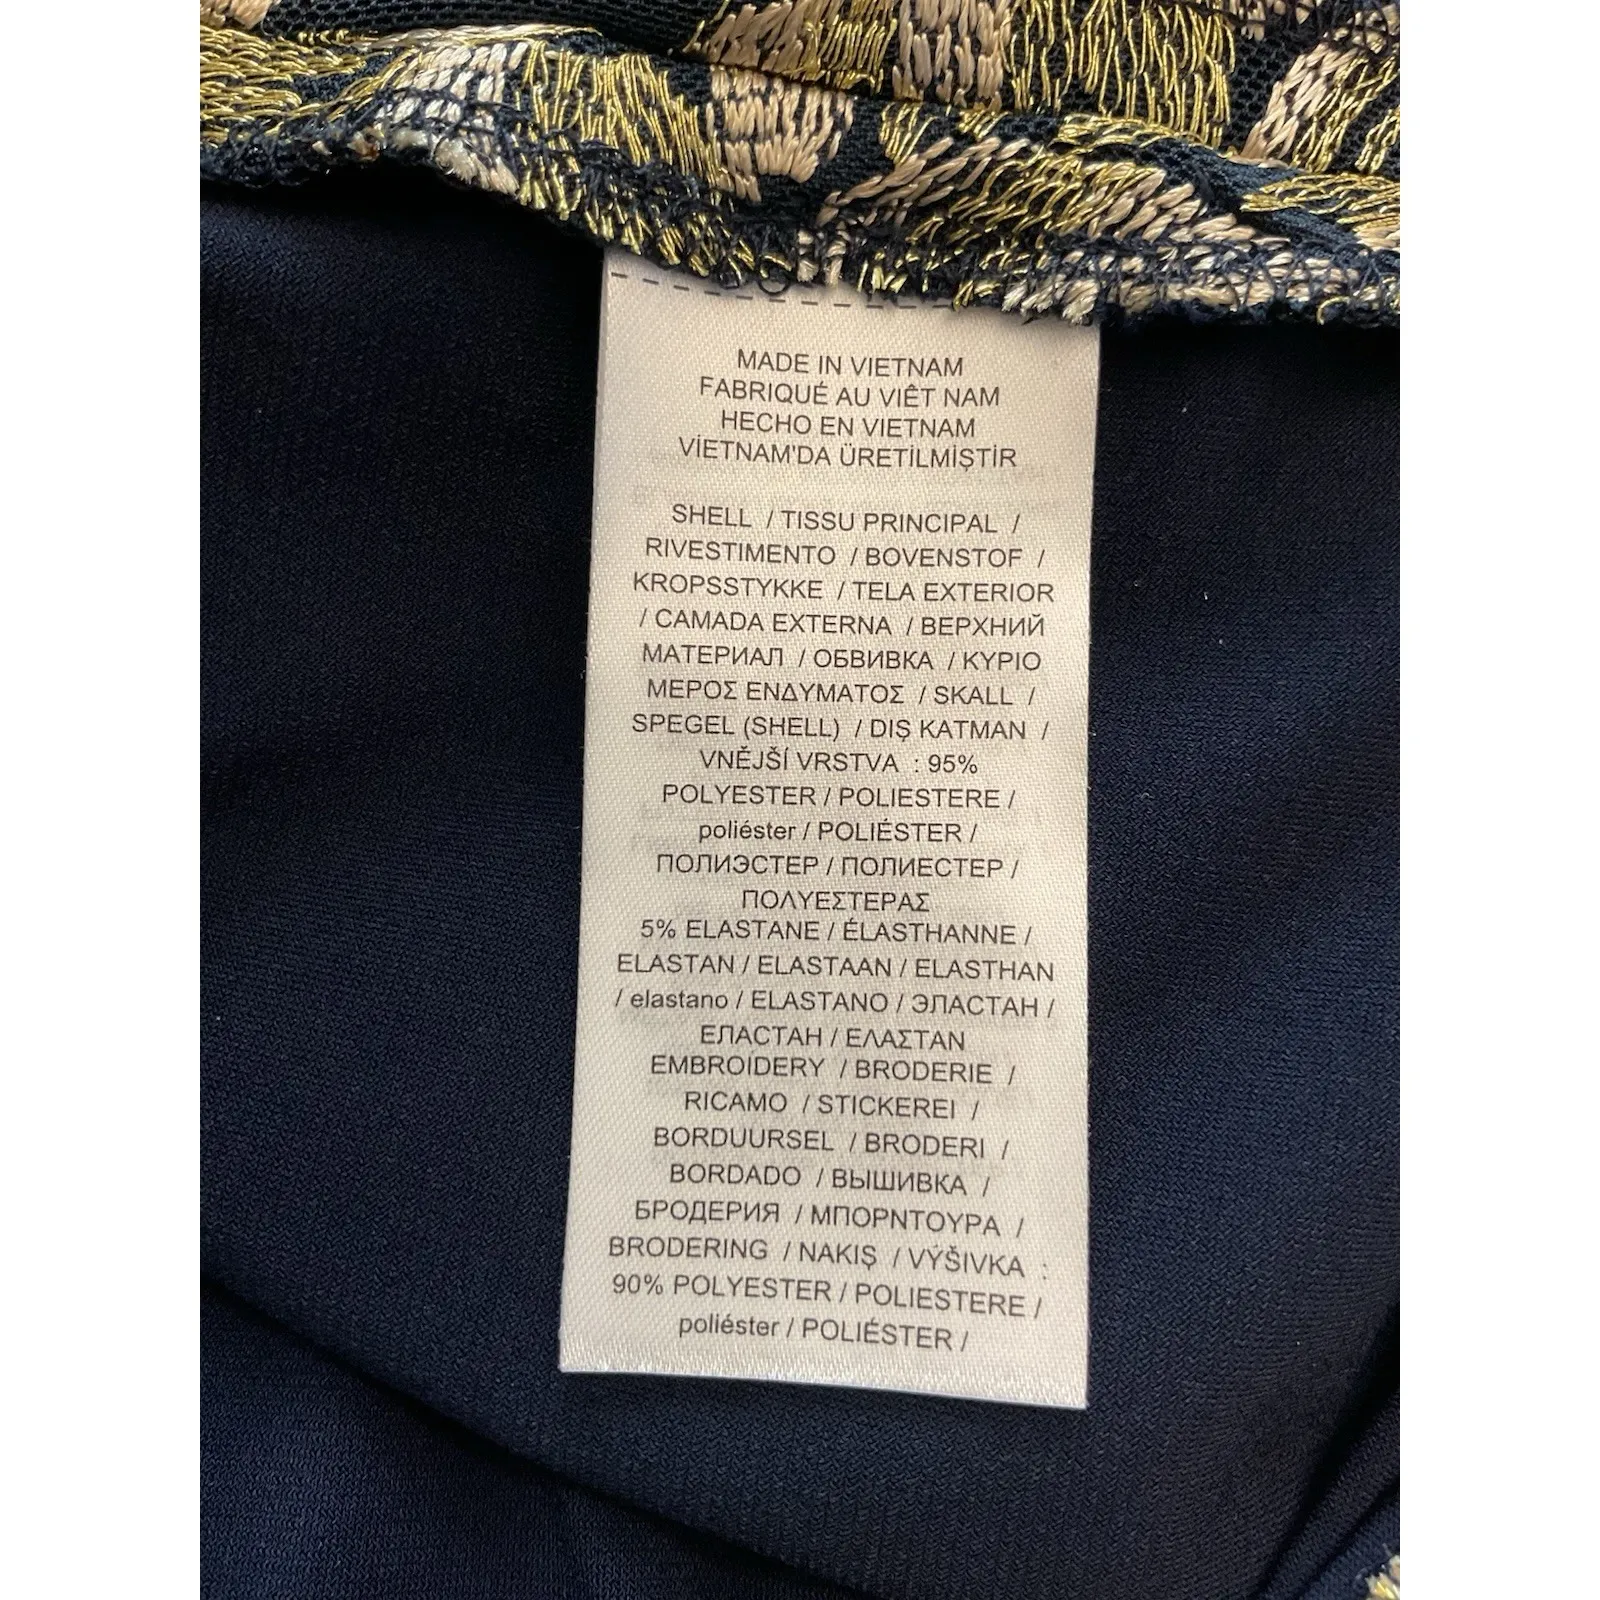 MADE IN VIETNAM
FABRIQUÉ AU VIÊT NAM
HECHO EN VIETNAM
VİETNAM'DA ÜRETİLMİŞTİR
SHELL / TISSU PRINCIPAL /
RIVESTIMENTO / BOVENSTOF /
KROPSSTYKKE / TELA EXTERIOR
/ CAMADA EXTERNA / ВЕРХНИЙ
МАТЕРИАЛ / ОБВИВКА / ΚΥΡΙΟ
ΜΕΡΟΣ ΕΝΔΥΜΑΤΟΣ / SKALL /
SPEGEL (SHELL) / DIŞ KATMAN /
VNĚJŠÍ VRSTVA : 95%
POLYESTER / POLIESTERE /
poliéster / POLIÉSTER /
ПОЛИЭСТЕР / ПОЛИЕСТЕР /
ΠΟΛΥΕΣΤΕΡΑΣ
5% ELASTANE / ÉLASTHANNE /
ELASTAN / ELASTAAN / ELASTHAN
/ elastano / ELASTANO / ЭЛАСТАН /
ЕЛАСТАН / ΕΛΑΣΤΑΝ
EMBROIDERY / BRODERIE /
RICAMO / STICKEREI /
BORDUURSEL / BRODERI /
BORDADO / ВЫШИВКА /
БРОДЕРИЯ / ΜΠΟΡΝΤΟΥΡΑ /
BRODERING / NAKIŞ / VÝŠIVKA :
90% POLYESTER / POLIESTERE /
poliéster / POLIÉSTER /